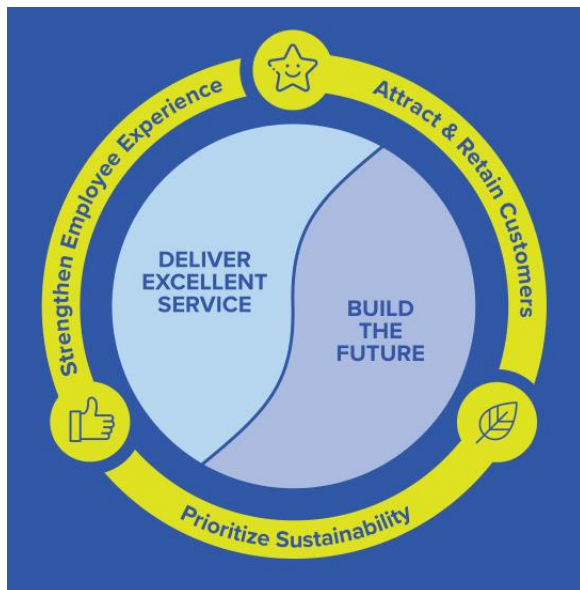 Strengthen Employee Experience
Attract & Retain Customers
DELIVER
EXCELLENT
SERVICE
BUILD
THE
FUTURE
Prioritize Sustainability